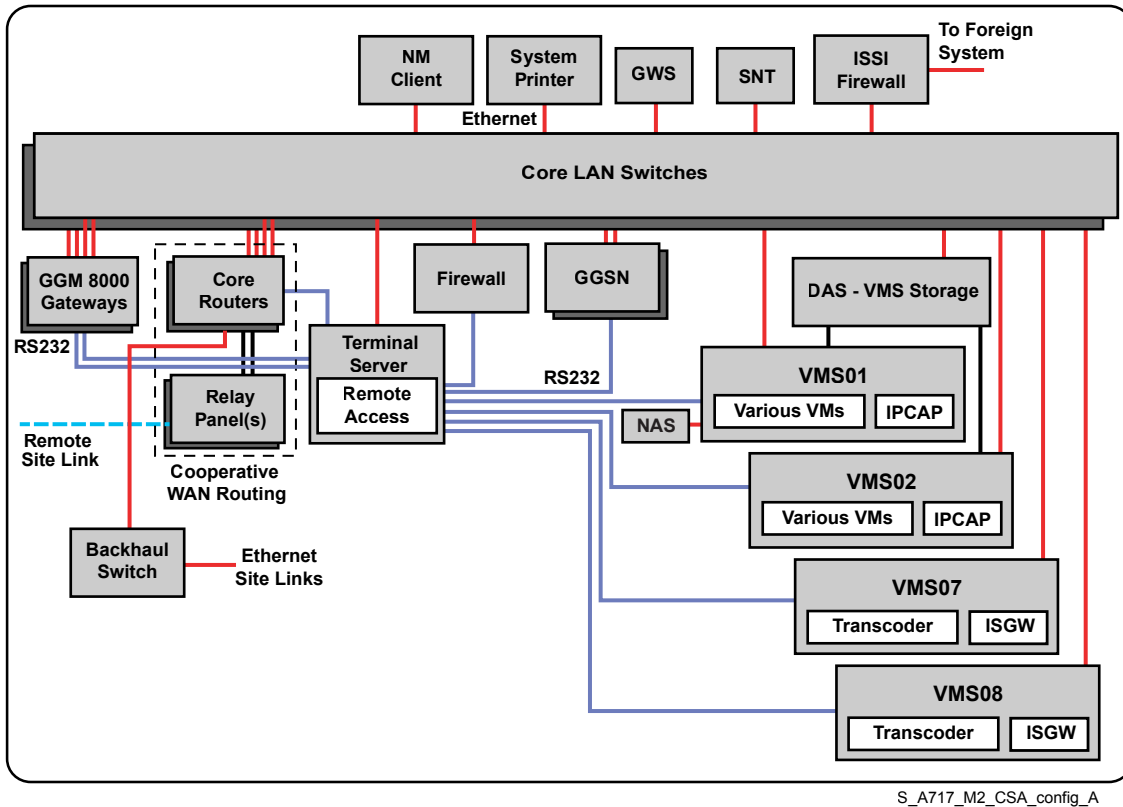 To Foreign
System
NM
Client
System
Printer
GWS
SNT
ISSI
Firewall
Ethernet
Core LAN Switches
GGM 8000
Gateways
Core
Routers
Firewall
GGSN
DAS - VMS Storage
RS232
Terminal
Server
Remote
Access
RS232
VMS01
Various VMs
IPCAP
NAS
Relay
Panel(s)
Remote
Site Link
Cooperative
WAN Routing
VMS02
Various VMs
IPCAP
Backhaul
Switch
Ethernet
Site Links
VMS07
Transcoder
ISGW
VMS08
Transcoder
ISGW
S_A717_M2_CSA_config_A